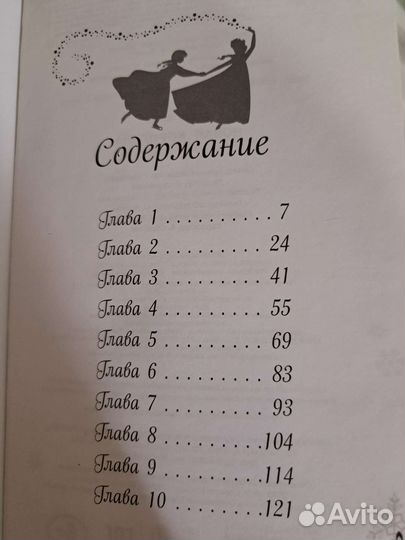 Содержание
Глава 1 . . . . . . . . . . 7
Глава 2 . . . . . . . . . . 24
Глава 3 . . . . . . . . . . 41
Глава 4 . . . . . . . . . . 55
Глава 5 . . . . . . . . . . 69
Глава 6 . . . . . . . . . . 83
Глава 7 . . . . . . . . . . 93
Глава 8 . . . . . . . . . .104
Глава 9 . . . . . . . . . .114
Глава 10 . . . . . . . . .121
Avito